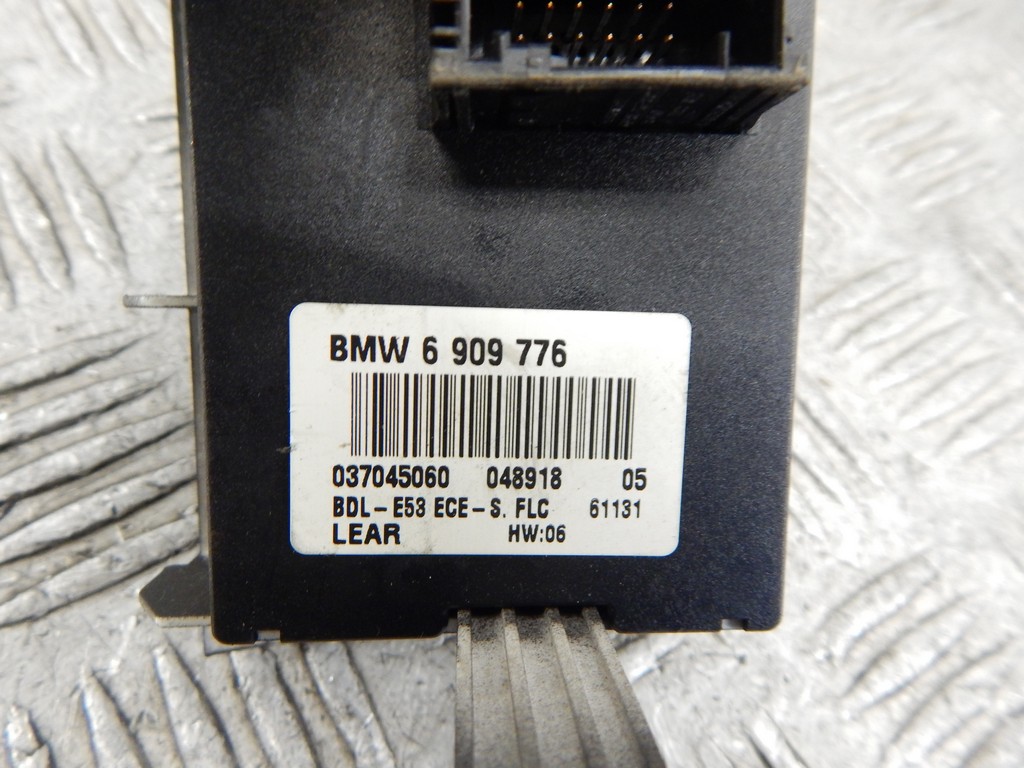 BMW 6 909 776
037045060 048918 05
BDL-E53 ECE-S. FLC 61131
LEAR HW:06